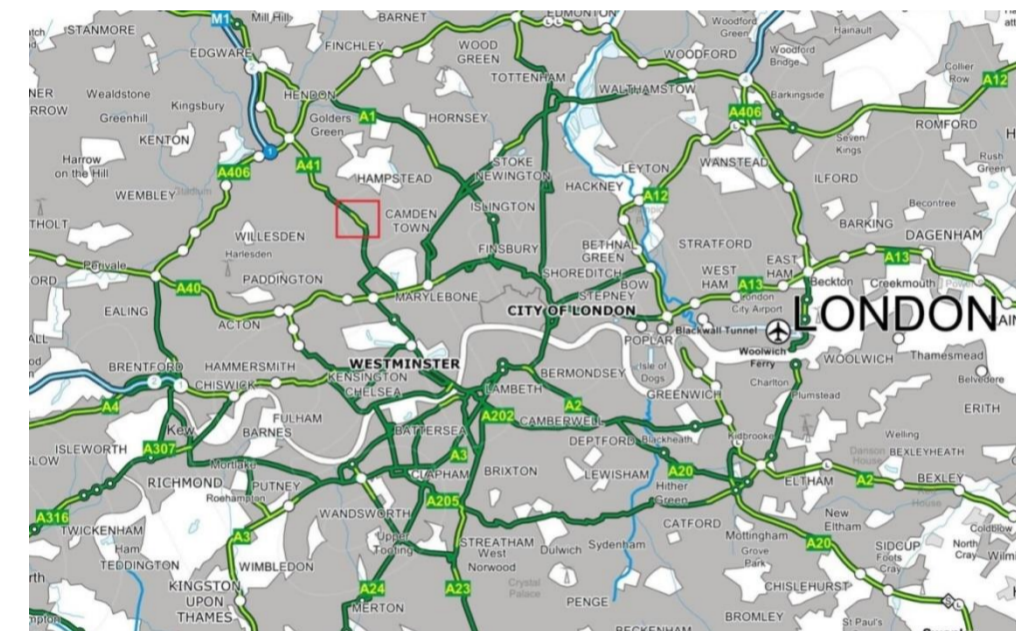 M1
STANMORE
Mill Hill
BARNET
EDMONTON
Woodford
Green
Hainault
EDGWARE
FINCHLEY
WOOD
GREEN
WOODFORD
Woodford
Bridge
Collier
Row
A12
TOTTENHAM
WALTHAMSTOW
Barkingside
Wealdstone
Kingsbury
HENDON
Greenhill
Golders
Green
A1
HORNSEY
A406
ROMFORD
KENTON
Seven
Kings
Harrow
on the Hill
A406
A41
STOKE
NEWINGTON
LEYTON
WANSTEAD
Rush
Green
HAMPSTEAD
HACKNEY
ILFORD
WEMBLEY
A12
Becontree
CAMDEN
TOWN
ISLINGTON
BARKING
WILLESDEN
DAGENHAM
Harlesden
FINSBURY
BETHNAL
GREEN
STRATFORD
Perivale
PADDINGTON
SHOREDITCH
WEST
HAM
EAST
HAM
A13
A40
MARYLEBONE
BOW
STEPNEY
A13
Beckton
Creekmouth
EALING
ACTON
CITY OF LONDON
London
City Airport
LONDON
POPLAR
Blackwall Tunnel
Woolwich
Ferry
WOOLWICH
Thamesmead
BRENTFORD
HAMMERSMITH
WESTMINSTER
BERMONDSEY
Isle of
Dogs
Belvedere
2
1
CHISWICK
KENSINGTON
CHELSEA
LAMBETH
GREENWICH
Charlton
Plumstead
A4
A202
A2
ERITH
FULHAM
CAMBERWELL
Kew
BARNES
BATTERSEA
DEPTFORD
Blackheath
Kidbrooke
Welling
ISLEWORTH
A307
A3
Danson
House
BEXLEYHEATH
Mortlake
CLAPHAM
BRIXTON
LEWISHAM
A20
RICHMOND
PUTNEY
Hither
Green
ELTHAM
A2
BEXLEY
Roehampton
A205
A316
WANDSWORTH
CATFORD
New
Eltham
TWICKENHAM
A3
Upper
Tooting
STREATHAM
West
Norwood
Dulwich
Sydenham
Mottingham
A20
Coldblow
Ham
Grove
Park
SIDCUP
Foots
Cray
North
Cray
TEDDINGTON
WIMBLEDON
KINGSTON
UPON
THAMES
A24
A23
Crystal
Palace
CHISLEHURST
MERTON
PENGE
BROMLEY
St Paul's
BECKENHAM